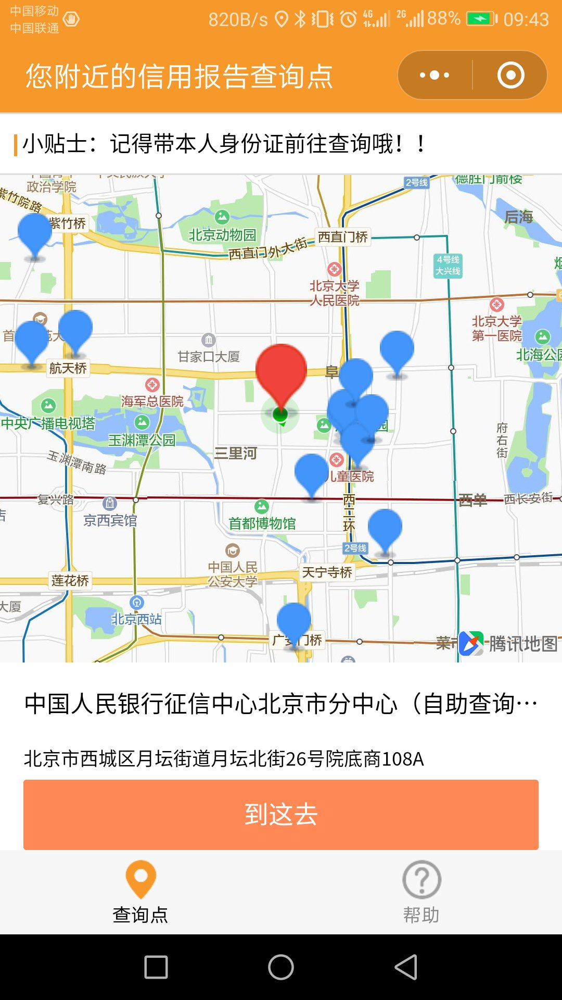 中国移动
中国联通
820B/s
4G
2G
88%
09:43
您附近的信用报告查询点
小贴士：记得带本人身份证前往查询哦！！
政治学院
2号线
德胜门箭楼
紫竹院路
紫竹桥
北京动物园
西直门桥
后海
西直门外大街
4号线
大兴线
北京大学
人民医院
北京大学
第一医院
甘家口大厦
北海公园
航天桥
阜
海军总医院
中央广播电视塔
玉渊潭公园
园
府右街
三里河
玉渊潭南路
儿童医院
复兴路
西二环
西单
西长安街
店
京西宾馆
首都博物馆
2号线
中国人民
公安大学
天宁寺桥
莲花桥
大厦
北京西站
广安门桥
菜市
腾讯地图
中国人民银行征信中心北京市分中心（自助查询…
北京市西城区月坛街道月坛北街26号院底商108A
到这去
查询点
帮助